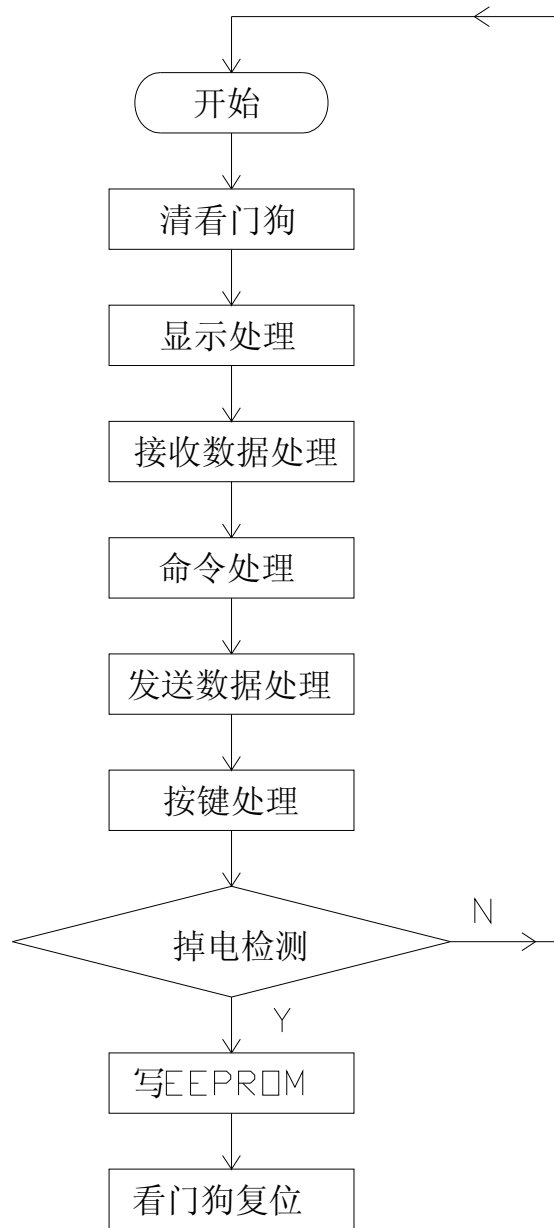 开始
清看门狗
显示处理
接收数据处理
命令处理
发送数据处理
按键处理
掉电检测
N
Y
写EEPROM
看门狗复位